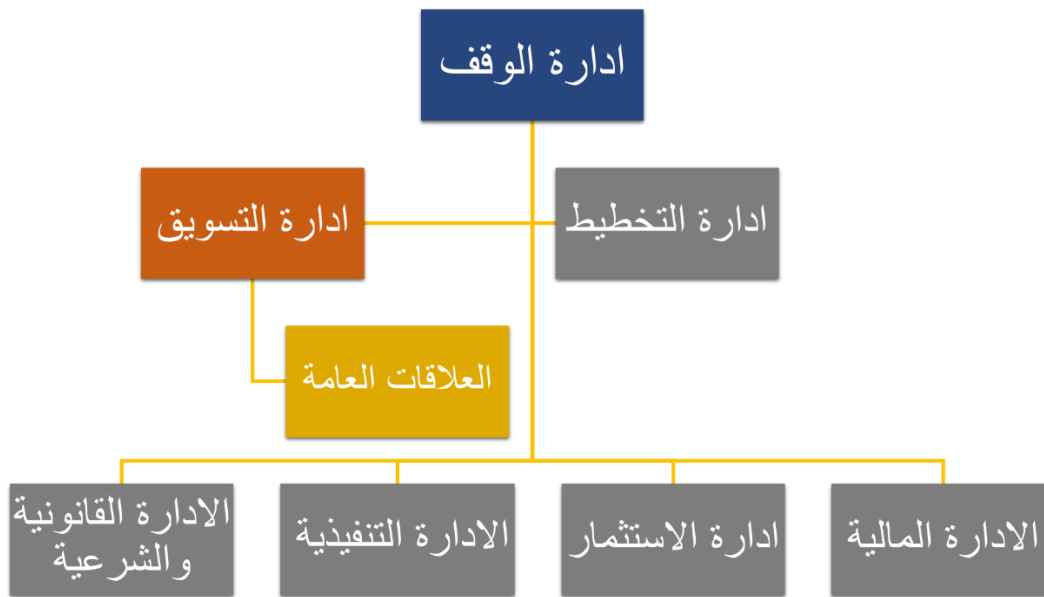 ادارة الوقف
ادارة التخطيط
ادارة التسويق
العلاقات العامة
الادارة المالية
ادارة الاستثمار
الادارة التنفيذية
الادارة القانونية
والشرعية